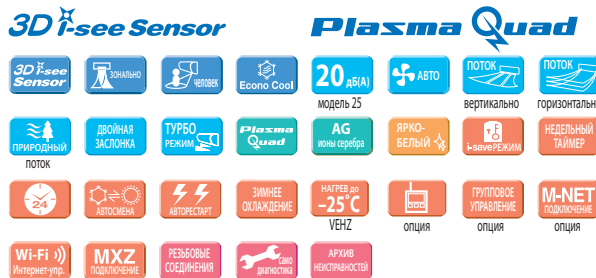 3D i-see Sensor
Plasma Quad
3D i-see Sensor
ЗОНАЛЬНО
ЧЕЛОВЕК
Econo Cool
20 дБ(А)
модель 25
АВТО
ПОТОК
вертикально
ПОТОК
горизонтальн
ПРИРОДНЫЙ
поток
ДВОЙНАЯ
ЗАСЛОНКА
ТУРБО
РЕЖИМ
Plasma
Quad
AG
ионы серебра
ЯРКО-
БЕЛЫЙ
i-save РЕЖИМ
НЕДЕЛЬНЫЙ
ТАЙМЕР
24
АВТОСМЕНА
АВТОРЕСТАРТ
ЗИМНЕЕ
ОХЛАЖДЕНИЕ
НАГРЕВ до
–25˚С
VEHZ
опция
ГРУППОВОЕ
УПРАВЛЕНИЕ
опция
M-NET
ПОДКЛЮЧЕНИЕ
опция
Wi-Fi
Интернет-упр.
MXZ
ПОДКЛЮЧЕНИЕ
РЕЗЬБОВЫЕ
СОЕДИНЕНИЯ
само
диагностика
АРХИВ
НЕИСПРАВНОСТЕЙ